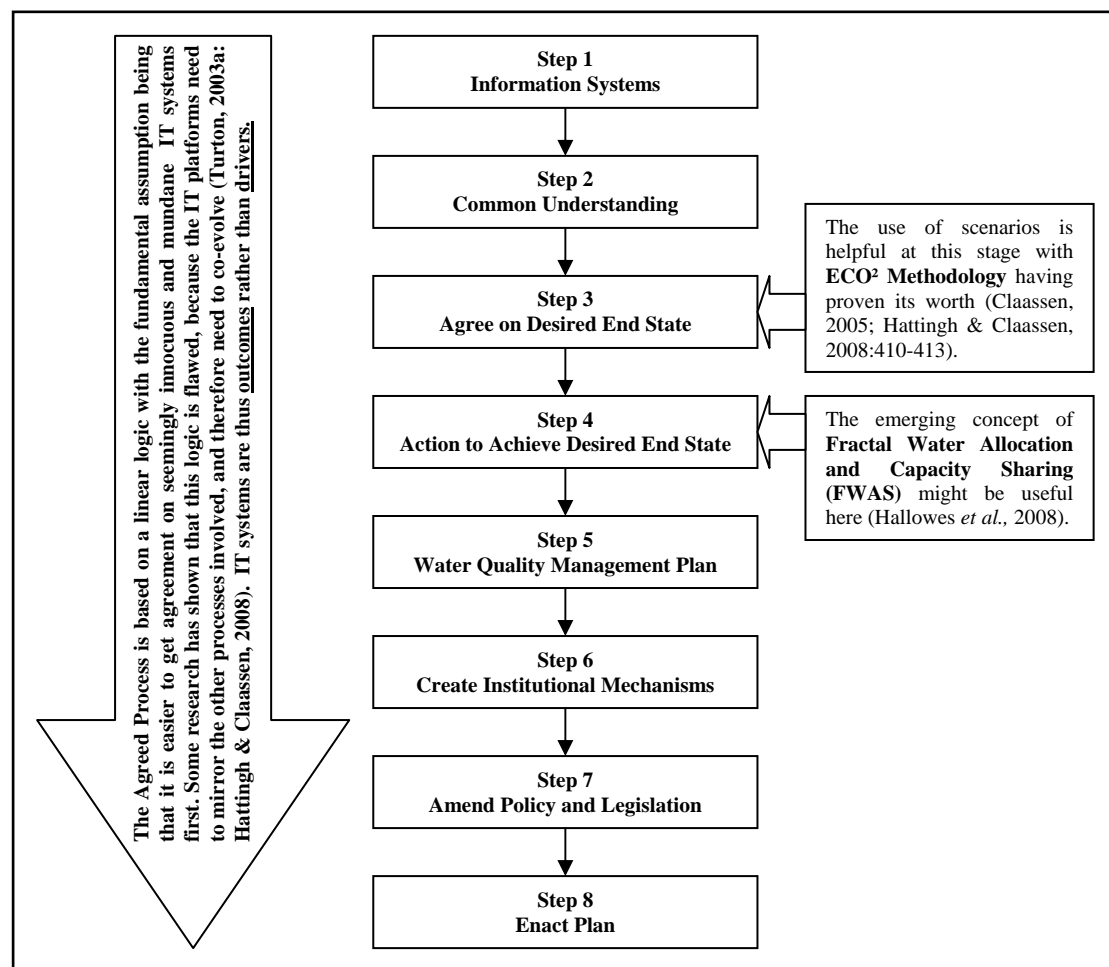 The Agreed Process is based on a linear logic with the fundamental assumption being
that it is easier to get agreement on seemingly innocuous and mundane IT systems
first. Some research has shown that this logic is flawed, because the IT platforms need
to mirror the other processes involved, and therefore need to co-evolve (Turton, 2003a:
Hattingh & Claassen, 2008). IT systems are thus outcomes rather than drivers.
Step 1
Information Systems
Step 2
Common Understanding
Step 3
Agree on Desired End State
The use of scenarios is
helpful at this stage with
ECO² Methodology having
proven its worth (Claassen,
2005; Hattingh & Claassen,
2008:410-413).
Step 4
Action to Achieve Desired End State
The emerging concept of
Fractal Water Allocation
and Capacity Sharing
(FWAS) might be useful
here (Hallowes et al., 2008).
Step 5
Water Quality Management Plan
Step 6
Create Institutional Mechanisms
Step 7
Amend Policy and Legislation
Step 8
Enact Plan